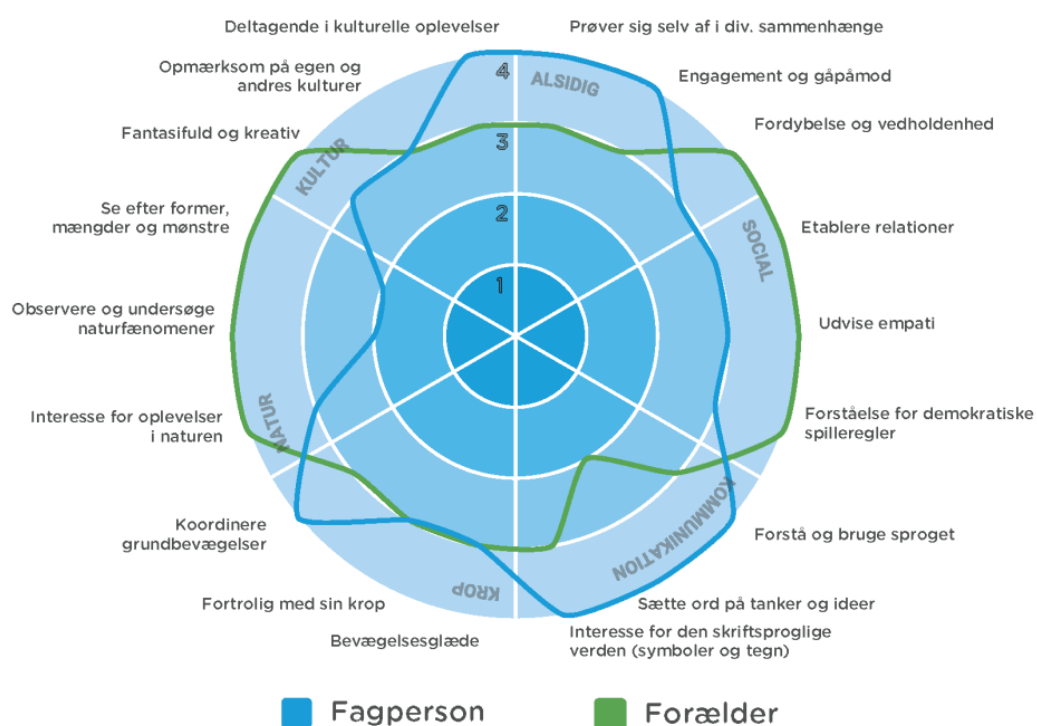 Deltagende i kulturelle oplevelser
Prøver sig selv af i div. sammenhænge
Opmærksom på egen og
andres kulturer
Engagement og gåpåmod
Fantasifuld og kreativ
Fordybelse og vedholdenhed
Se efter former,
mængder og mønstre
Etablere relationer
Observere og undersøge
naturfænomener
Udvise empati
Interesse for oplevelser
i naturen
Forståelse for demokratiske
spilleregler
Koordinere
grundbevægelser
Forstå og bruge sproget
Fortrolig med sin krop
Sætte ord på tanker og ideer
Bevægelsesglæde
Interesse for den skriftsproglige
verden (symboler og tegn)
4
3
2
1
ALSIDIG
SOCIAL
KOMMUNIKATION
KROP
NATUR
KULTUR
Fagperson
Forælder